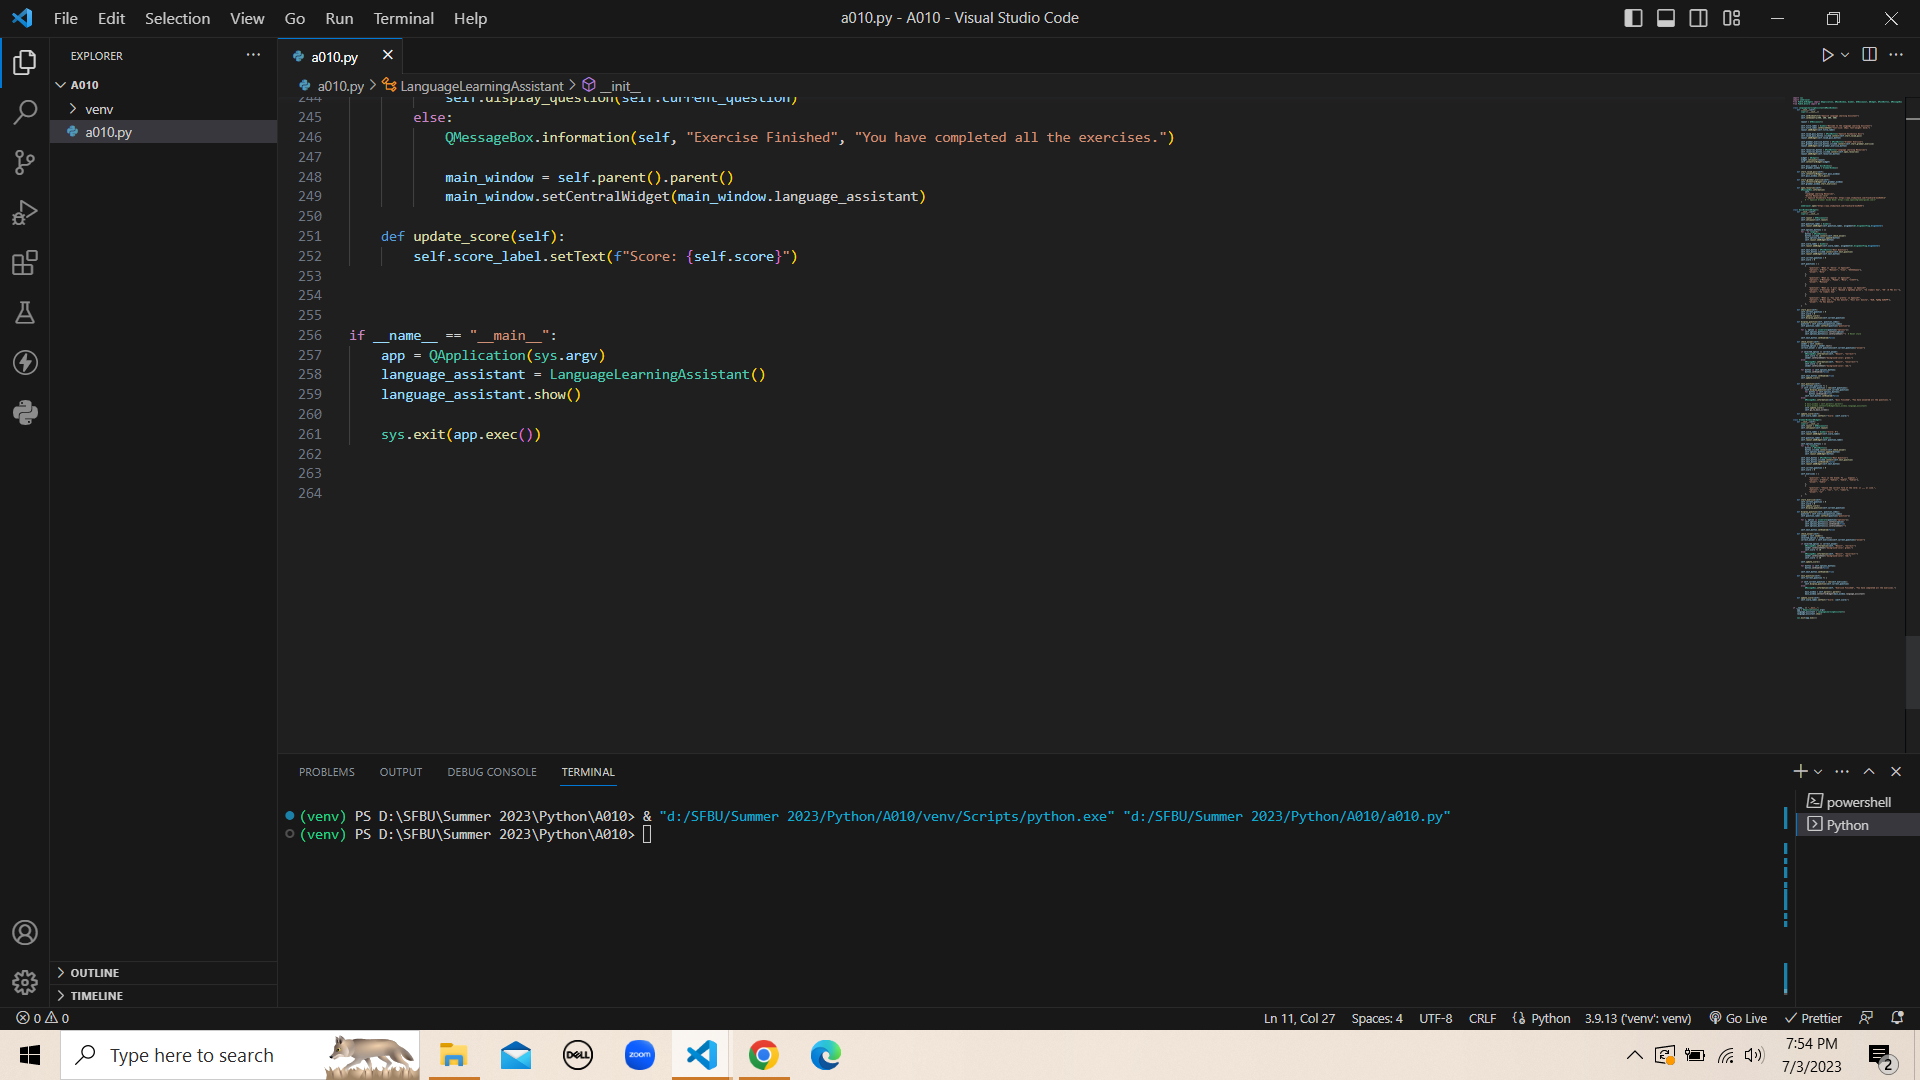 File Edit Selection View Go Run Terminal Help
a010.py - A010 - Visual Studio Code
EXPLORER
A010
venv
a010.py
a010.py
a010.py > LanguageLearningAssistant > __init__
244 self.display_question(self.current_question)
245 else:
246 QMessageBox.information(self, "Exercise Finished", "You have completed all the exercises.")
247
248 main_window = self.parent().parent()
249 main_window.setCentralWidget(main_window.language_assistant)
250
251 def update_score(self):
252 self.score_label.setText(f"Score: {self.score}")
253
254
255
256 if __name__ == "__main__":
257 app = QApplication(sys.argv)
258 language_assistant = LanguageLearningAssistant()
259 language_assistant.show()
260
261 sys.exit(app.exec())
262
263
264
PROBLEMS OUTPUT DEBUG CONSOLE TERMINAL
(venv) PS D:\SFBU\Summer 2023\Python\A010> & "d:/SFBU/Summer 2023/Python/A010/venv/Scripts/python.exe" "d:/SFBU/Summer 2023/Python/A010/a010.py"
(venv) PS D:\SFBU\Summer 2023\Python\A010>
powershell
Python
OUTLINE
TIMELINE
0 0
Ln 11, Col 27 Spaces: 4 UTF-8 CRLF Python 3.9.13 ('venv': venv) Go Live Prettier
Type here to search
DELL
zoom
7:54 PM
7/3/2023
2